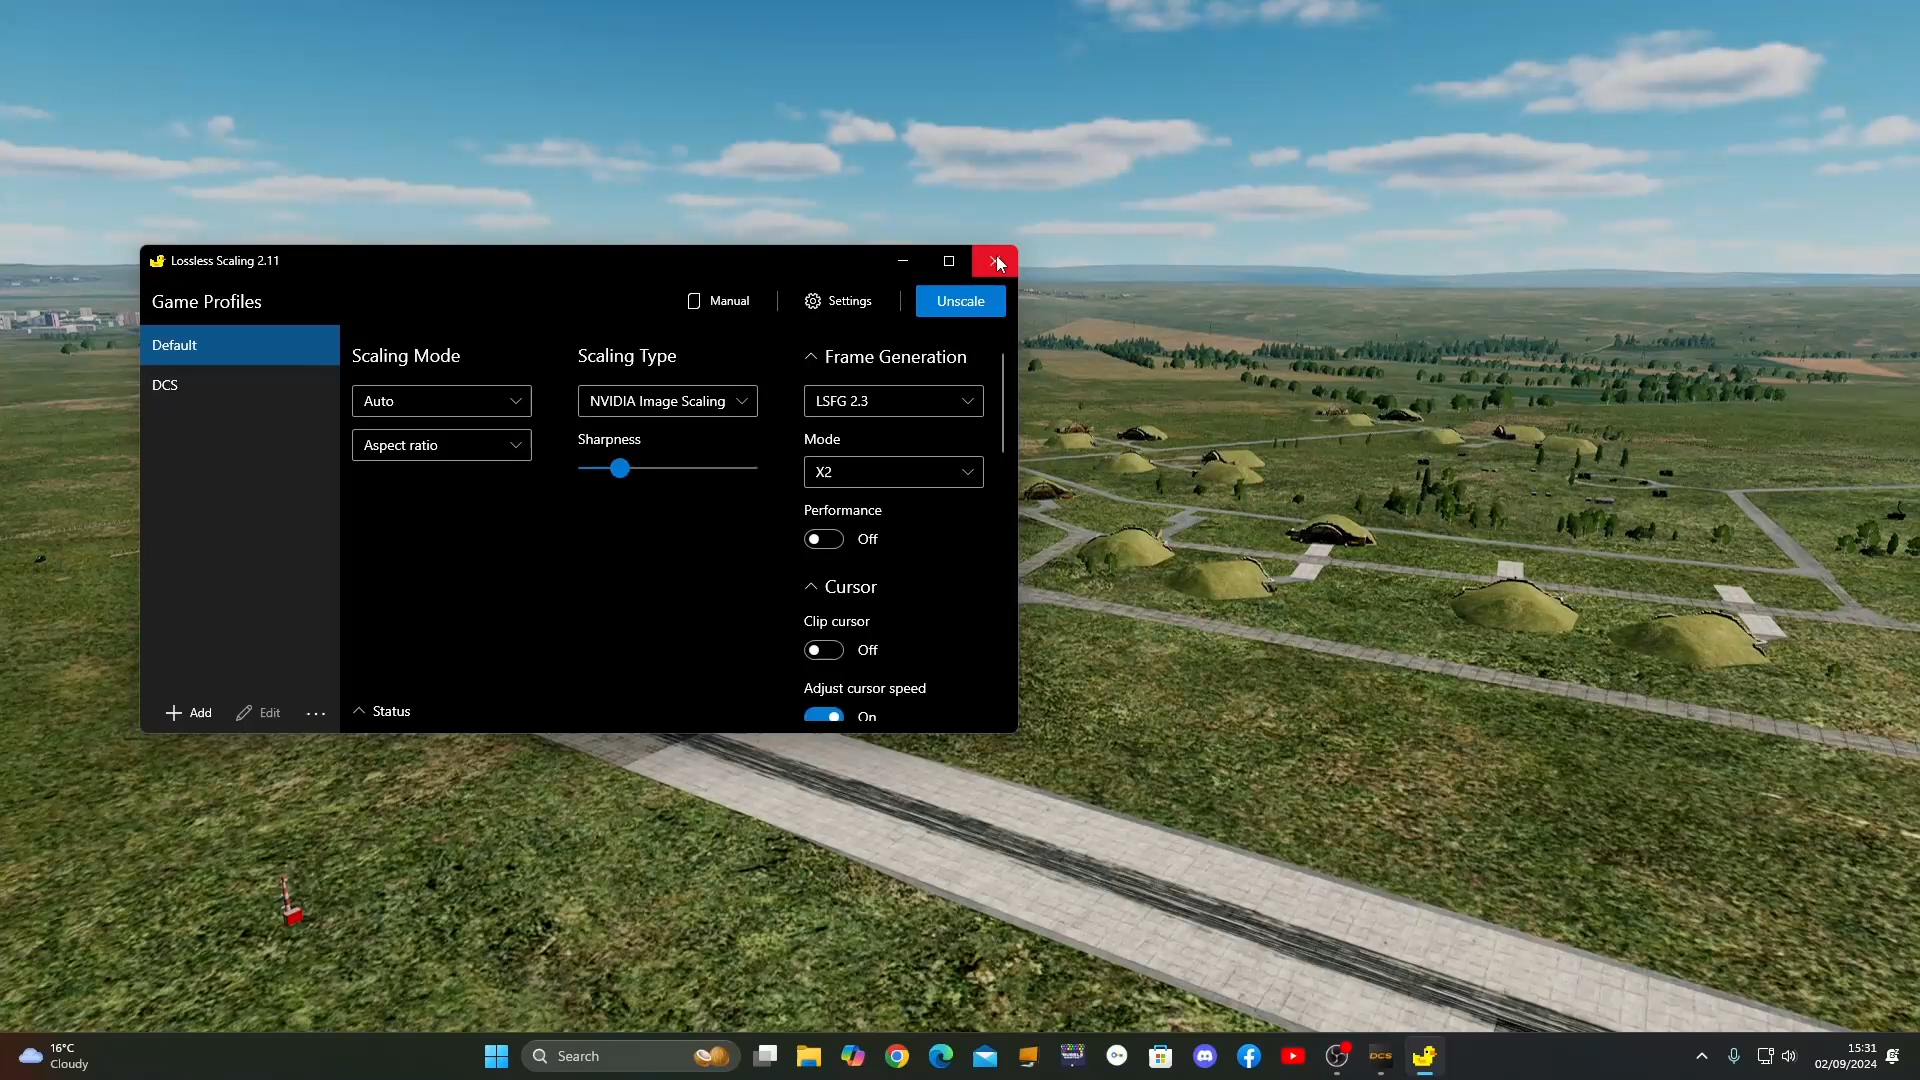 Lossless Scaling 2.11
Game Profiles
Manual
Settings
Unscale
Default
DCS
Scaling Mode
Auto
Aspect ratio
Scaling Type
NVIDIA Image Scaling
Sharpness
Frame Generation
LSFG 2.3
Mode
X2
Performance
Off
Cursor
Clip cursor
Off
Adjust cursor speed
On
Add
Edit
Status
16°C
Cloudy
Search
DCS
15:31
02/09/2024